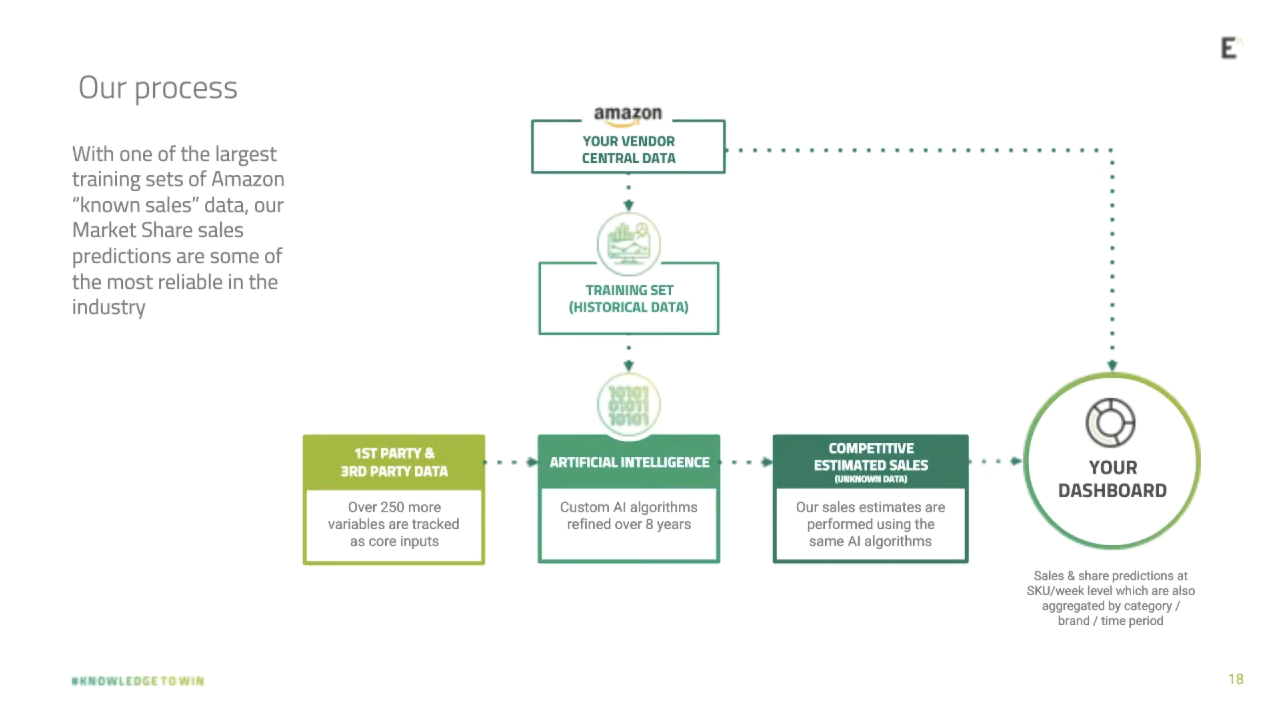 E
Our process
With one of the largest
training sets of Amazon
“known sales” data, our
Market Share sales
predictions are some of
the most reliable in the
industry
amazon
YOUR VENDOR
CENTRAL DATA
TRAINING SET
(HISTORICAL DATA)
10101
01011
10101
1ST PARTY &
3RD PARTY DATA
Over 250 more
variables are tracked
as core inputs
ARTIFICIAL INTELLIGENCE
Custom AI algorithms
refined over 8 years
COMPETITIVE
ESTIMATED SALES
(UNKNOWN DATA)
Our sales estimates are
performed using the
same AI algorithms
YOUR
DASHBOARD
Sales & share predictions at
SKU/week level which are also
aggregated by category /
brand / time period
#KNOWLEDGETOWIN
18